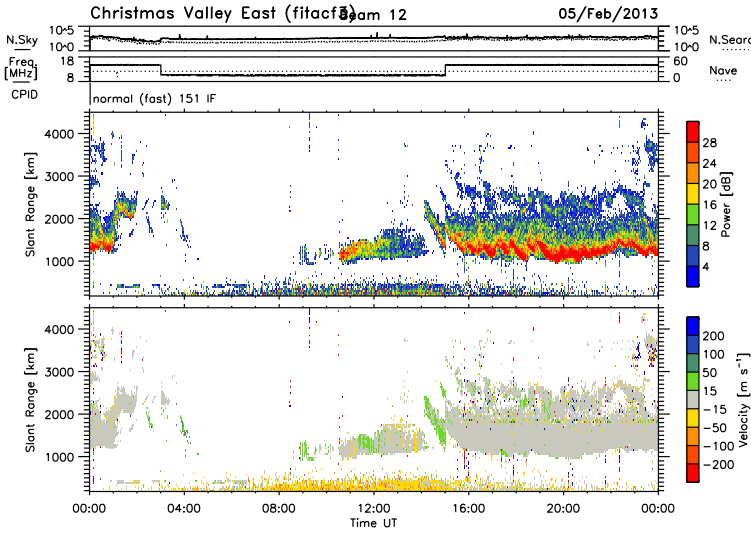 Christmas Valley East (fitacf3) Beam 12 05/Feb/2013
N.Sky 10^5 10^0 10^5 10^0 N.Sear
Freq. [MHz] 18 8 60 0 Nave
CPID normal (fast) 151 IF
Slant Range [km] 4000 3000 2000 1000
28 24 20 16 12 8 4 Power [dB]
Slant Range [km] 4000 3000 2000 1000
200 100 50 15 −15 −50 −100 −200 Velocity [m s⁻¹]
00:00 04:00 08:00 12:00 16:00 20:00 00:00
Time UT